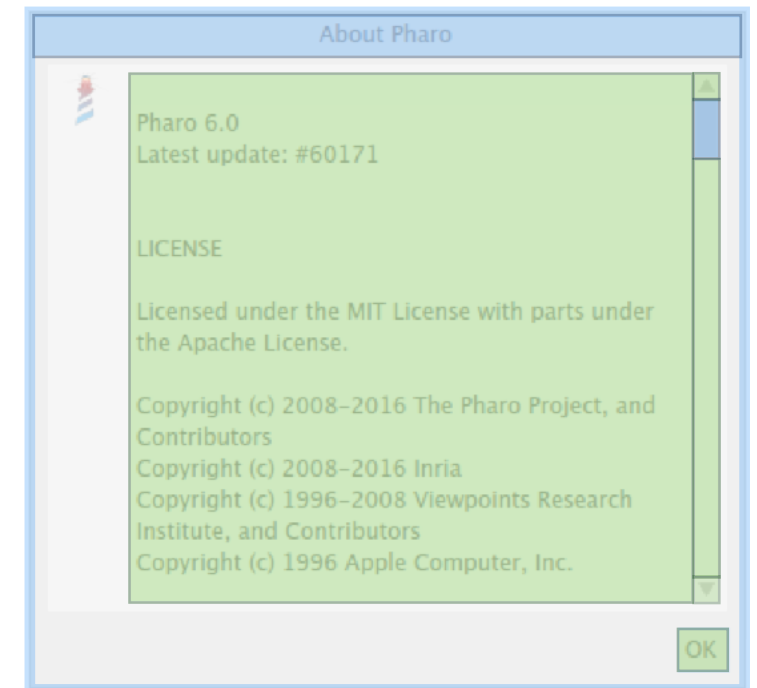 About Pharo
Pharo 6.0
Latest update: #60171
LICENSE
Licensed under the MIT License with parts under
the Apache License.
Copyright (c) 2008-2016 The Pharo Project, and
Contributors
Copyright (c) 2008-2016 Inria
Copyright (c) 1996-2008 Viewpoints Research
Institute, and Contributors
Copyright (c) 1996 Apple Computer, Inc.
OK